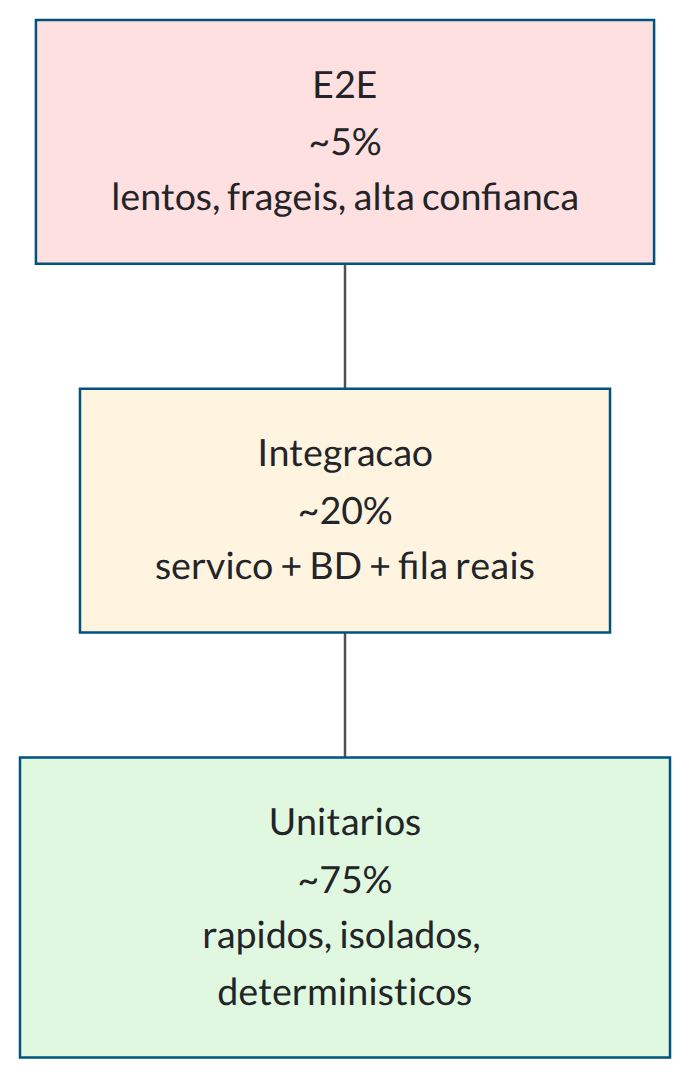 E2E
~5%
lentos, frageis, alta confianca
Integracao
~20%
servico + BD + fila reais
Unitarios
~75%
rapidos, isolados,
deterministicos